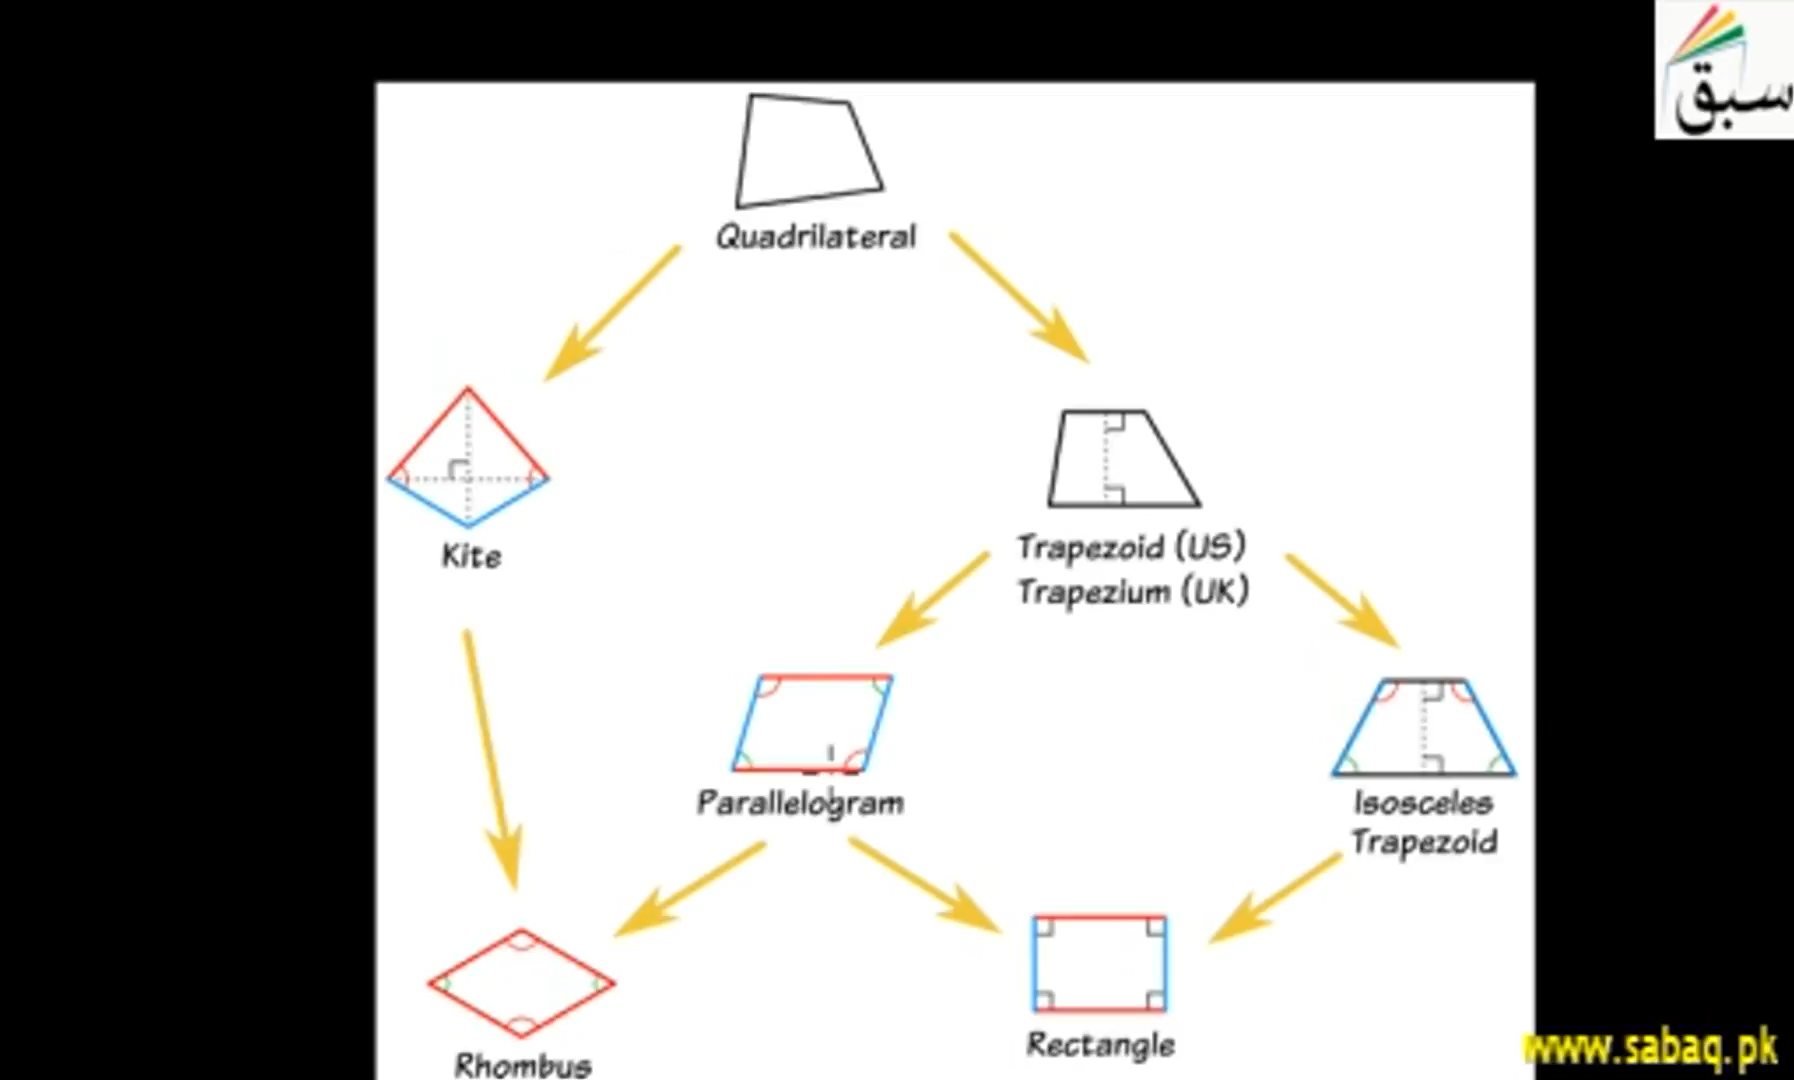 سبق
Quadrilateral
Kite
Trapezoid (US)
Trapezium (UK)
Parallelogram
Isosceles
Trapezoid
Rhombus
Rectangle
www.sabaq.pk